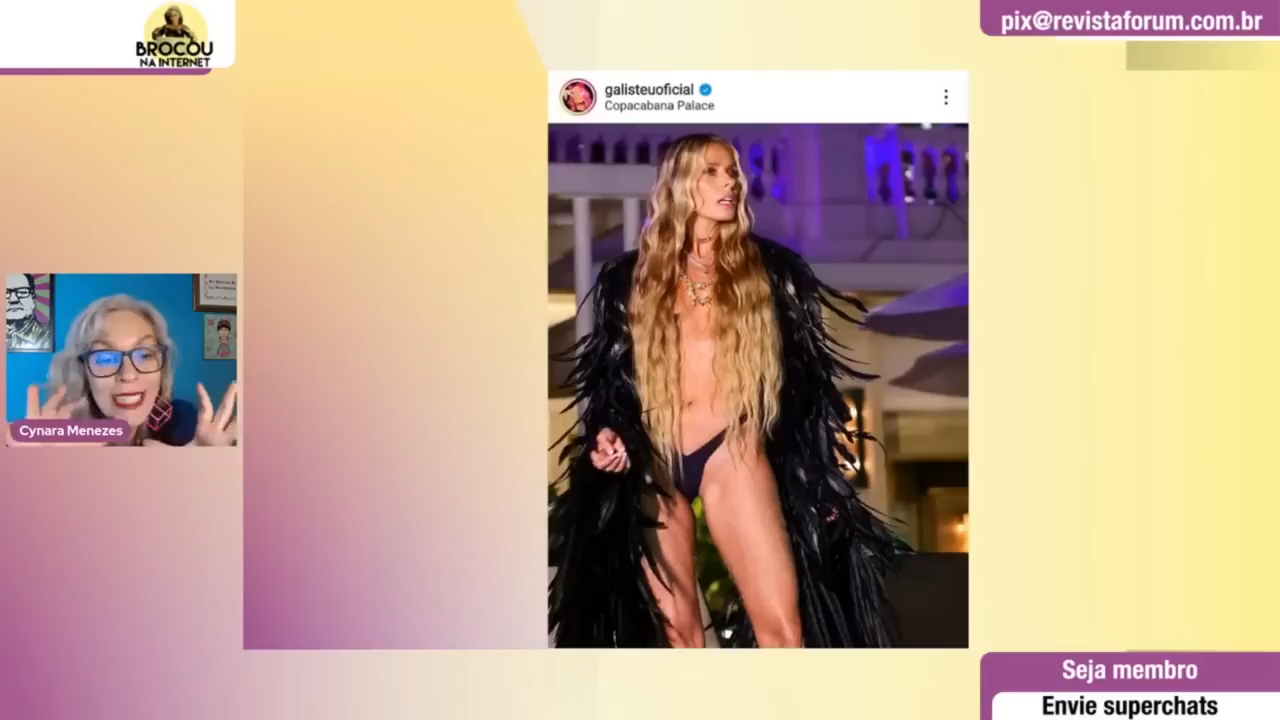 BROCOU
NA INTERNET
pix@revistaforum.com.br
galisteuoficial
Copacabana Palace
Cynara Menezes
Seja membro
Envie superchats